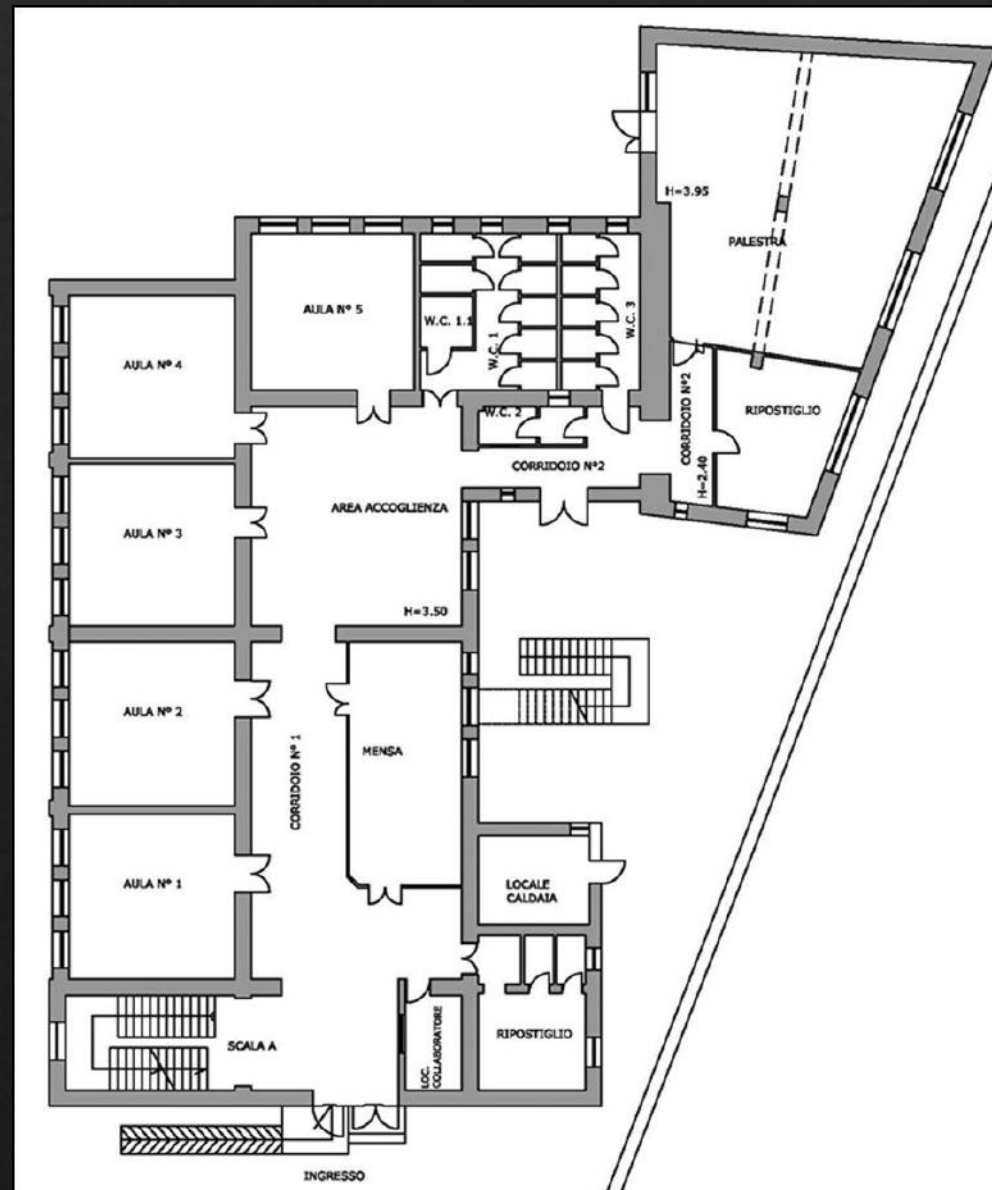 H=3.95
PALESTRA
AULA N° 5
W.C. 1.1
W.C. 1
W.C. 3
AULA N° 4
W.C. 2
CORRIDOIO N°2
CORRIDOIO N°2
H=2.40
RIPOSTIGLIO
AREA ACCOGLIENZA
AULA N° 3
H=3.50
AULA N° 2
CORRIDOIO N° 1
MENSA
AULA N° 1
LOCALE
CALDAIA
SCALA A
LOC.
COLLABORATORE
RIPOSTIGLIO
INGRESSO